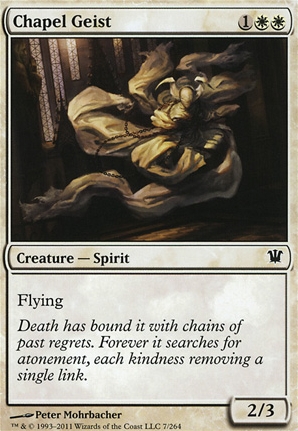 Chapel Geist 1
Creature — Spirit
Flying
Death has bound it with chains of
past regrets. Forever it searches for
atonement, each kindness removing a
single link.
2/3
Peter Mohrbacher
™ & © 1993–2011 Wizards of the Coast LLC 7/264